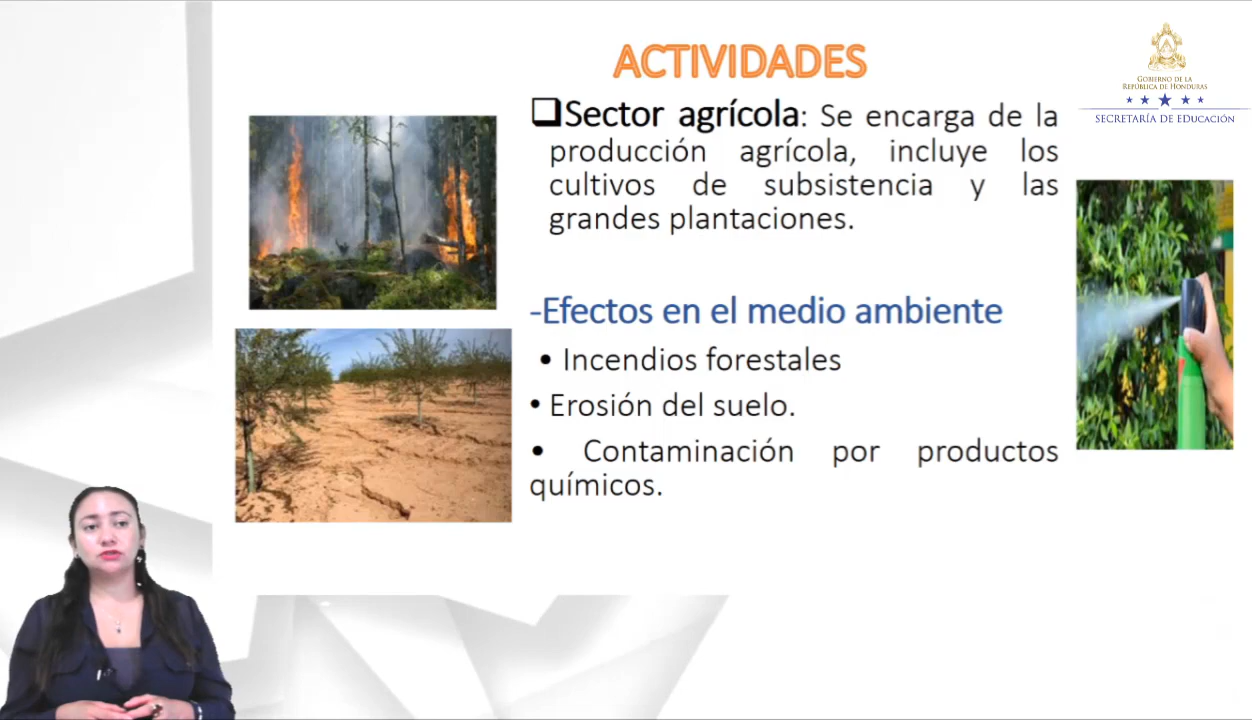 ACTIVIDADES
❑Sector agrícola: Se encarga de la
producción agrícola, incluye los
cultivos de subsistencia y las
grandes plantaciones.
-Efectos en el medio ambiente
• Incendios forestales
• Erosión del suelo.
• Contaminación por productos
químicos.
GOBIERNO DE LA
REPÚBLICA DE HONDURAS
SECRETARÍA DE EDUCACIÓN